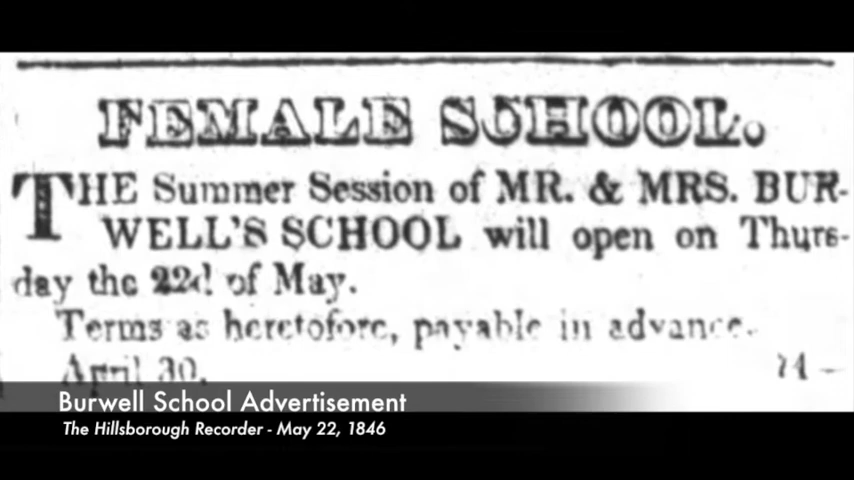 FEMALE SCHOOL.
THE Summer Session of MR. & MRS. BUR-
WELL'S SCHOOL will open on Thurs-
day the 22d of May.
Terms as heretofore, payable in advance.
April 30. 24-
Burwell School Advertisement
The Hillsborough Recorder - May 22, 1846